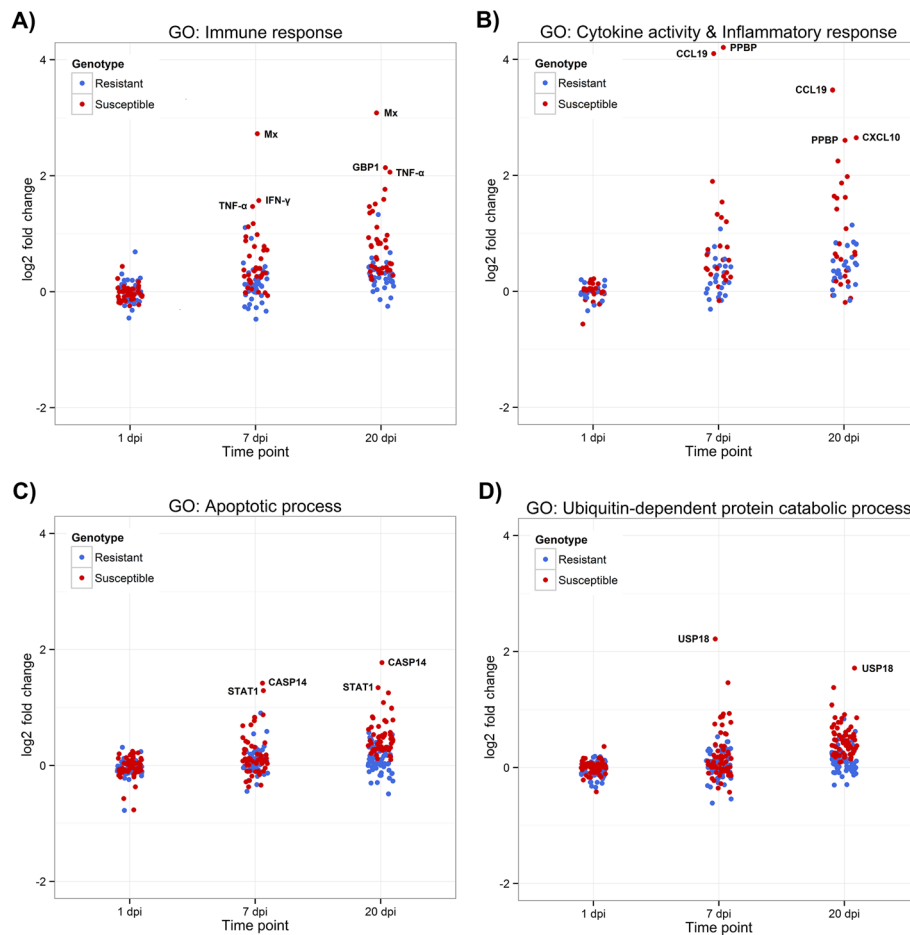 A)
GO: Immune response
4
2
0
-2
log2 fold change
Genotype
Resistant
Susceptible
Mx
Mx
GBP1
TNF-α
IFN-γ
TNF-α
1 dpi
7 dpi
20 dpi
Time point
B)
GO: Cytokine activity & Inflammatory response
4
2
0
-2
log2 fold change
Genotype
Resistant
Susceptible
PPBP
CCL19
CCL19
PPBP
CXCL10
1 dpi
7 dpi
20 dpi
Time point
C)
GO: Apoptotic process
4
2
0
-2
log2 fold change
Genotype
Resistant
Susceptible
CASP14
STAT1
CASP14
STAT1
1 dpi
7 dpi
20 dpi
Time point
D)
GO: Ubiquitin-dependent protein catabolic process
4
2
0
-2
log2 fold change
Genotype
Resistant
Susceptible
USP18
USP18
1 dpi
7 dpi
20 dpi
Time point